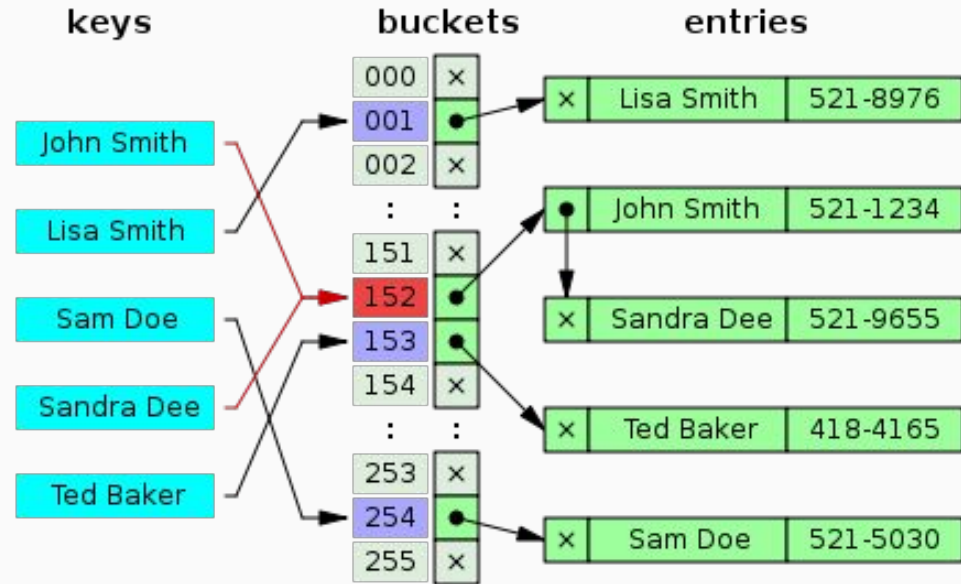 keys buckets entries
000 ×
× Lisa Smith 521-8976
001
John Smith
002 ×
: :
× John Smith 521-1234
Lisa Smith
151 ×
152
Sam Doe
× Sandra Dee 521-9655
153
154 ×
Sandra Dee
: :
× Ted Baker 418-4165
253 ×
Ted Baker
254
× Sam Doe 521-5030
255 ×